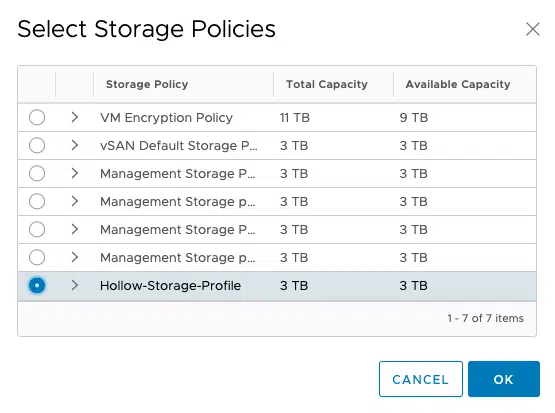 Select Storage Policies
Storage Policy Total Capacity Available Capacity
VM Encryption Policy 11 TB 9 TB
vSAN Default Storage P... 3 TB 3 TB
Management Storage P... 3 TB 3 TB
Management Storage p... 3 TB 3 TB
Management Storage P... 3 TB 3 TB
Management Storage p... 3 TB 3 TB
Hollow-Storage-Profile 3 TB 3 TB
1 - 7 of 7 items
CANCEL OK